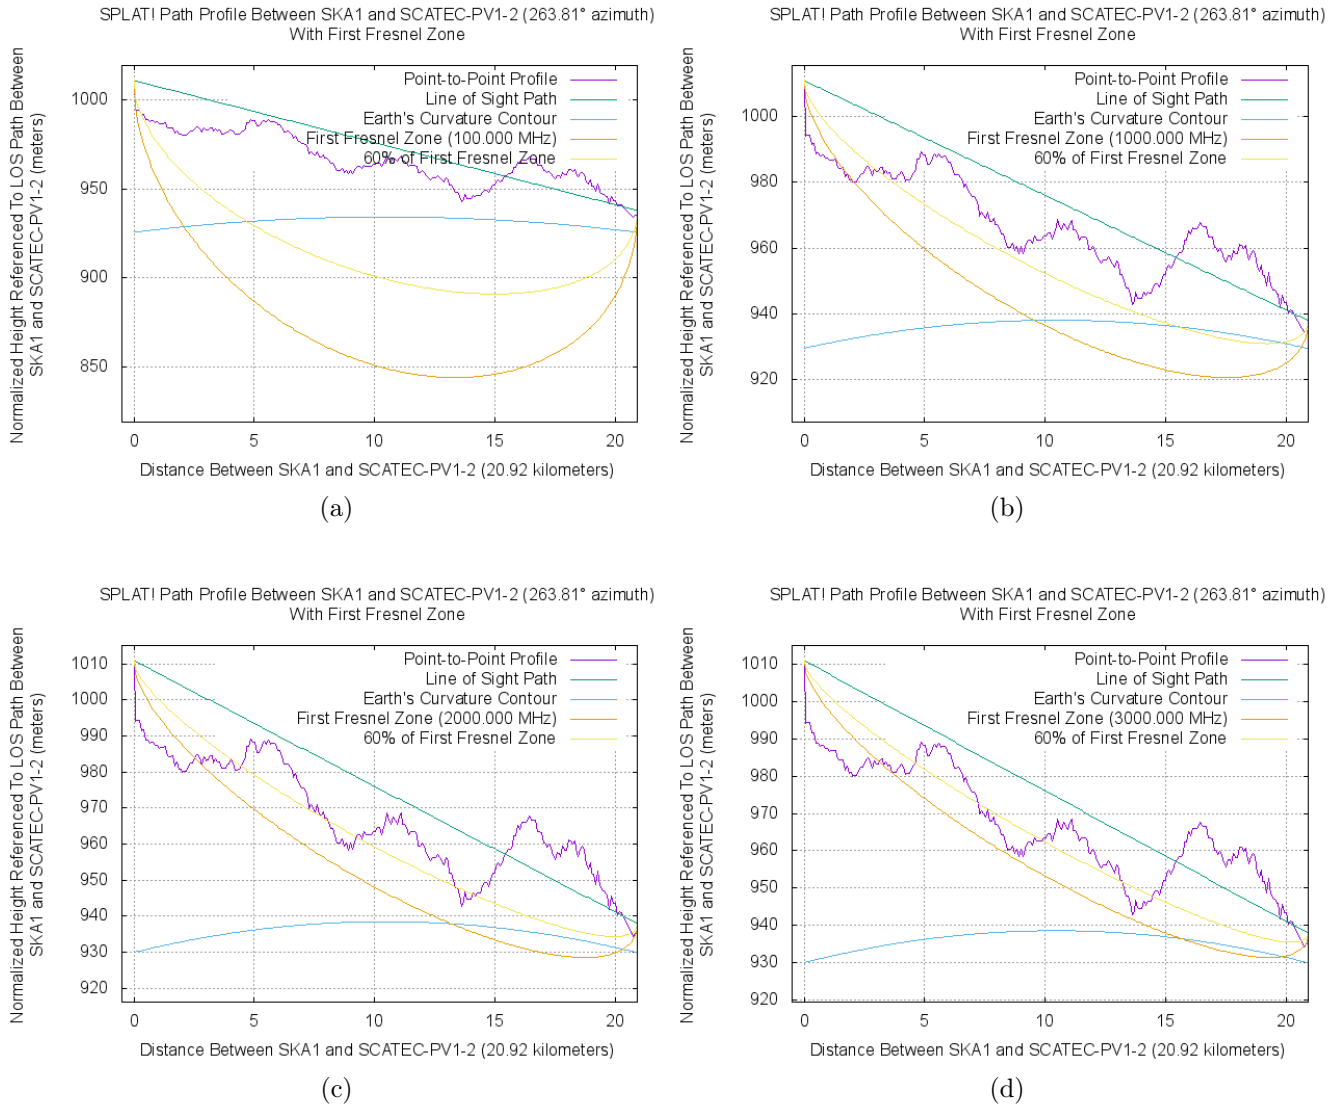 SPLAT! Path Profile Between SKA1 and SCATEC-PV1-2 (263.81° azimuth)
With First Fresnel Zone
Normalized Height Referenced To LOS Path Between
SKA1 and SCATEC-PV1-2 (meters)
Point-to-Point Profile
Line of Sight Path
Earth's Curvature Contour
First Fresnel Zone (100.000 MHz)
60% of First Fresnel Zone
1000
950
900
850
0 5 10 15 20
Distance Between SKA1 and SCATEC-PV1-2 (20.92 kilometers)
(a)
SPLAT! Path Profile Between SKA1 and SCATEC-PV1-2 (263.81° azimuth)
With First Fresnel Zone
Normalized Height Referenced To LOS Path Between
SKA1 and SCATEC-PV1-2 (meters)
Point-to-Point Profile
Line of Sight Path
Earth's Curvature Contour
First Fresnel Zone (1000.000 MHz)
60% of First Fresnel Zone
1000
980
960
940
920
0 5 10 15 20
Distance Between SKA1 and SCATEC-PV1-2 (20.92 kilometers)
(b)
SPLAT! Path Profile Between SKA1 and SCATEC-PV1-2 (263.81° azimuth)
With First Fresnel Zone
Normalized Height Referenced To LOS Path Between
SKA1 and SCATEC-PV1-2 (meters)
Point-to-Point Profile
Line of Sight Path
Earth's Curvature Contour
First Fresnel Zone (2000.000 MHz)
60% of First Fresnel Zone
1010
1000
990
980
970
960
950
940
930
920
0 5 10 15 20
Distance Between SKA1 and SCATEC-PV1-2 (20.92 kilometers)
(c)
SPLAT! Path Profile Between SKA1 and SCATEC-PV1-2 (263.81° azimuth)
With First Fresnel Zone
Normalized Height Referenced To LOS Path Between
SKA1 and SCATEC-PV1-2 (meters)
Point-to-Point Profile
Line of Sight Path
Earth's Curvature Contour
First Fresnel Zone (3000.000 MHz)
60% of First Fresnel Zone
1010
1000
990
980
970
960
950
940
930
920
0 5 10 15 20
Distance Between SKA1 and SCATEC-PV1-2 (20.92 kilometers)
(d)